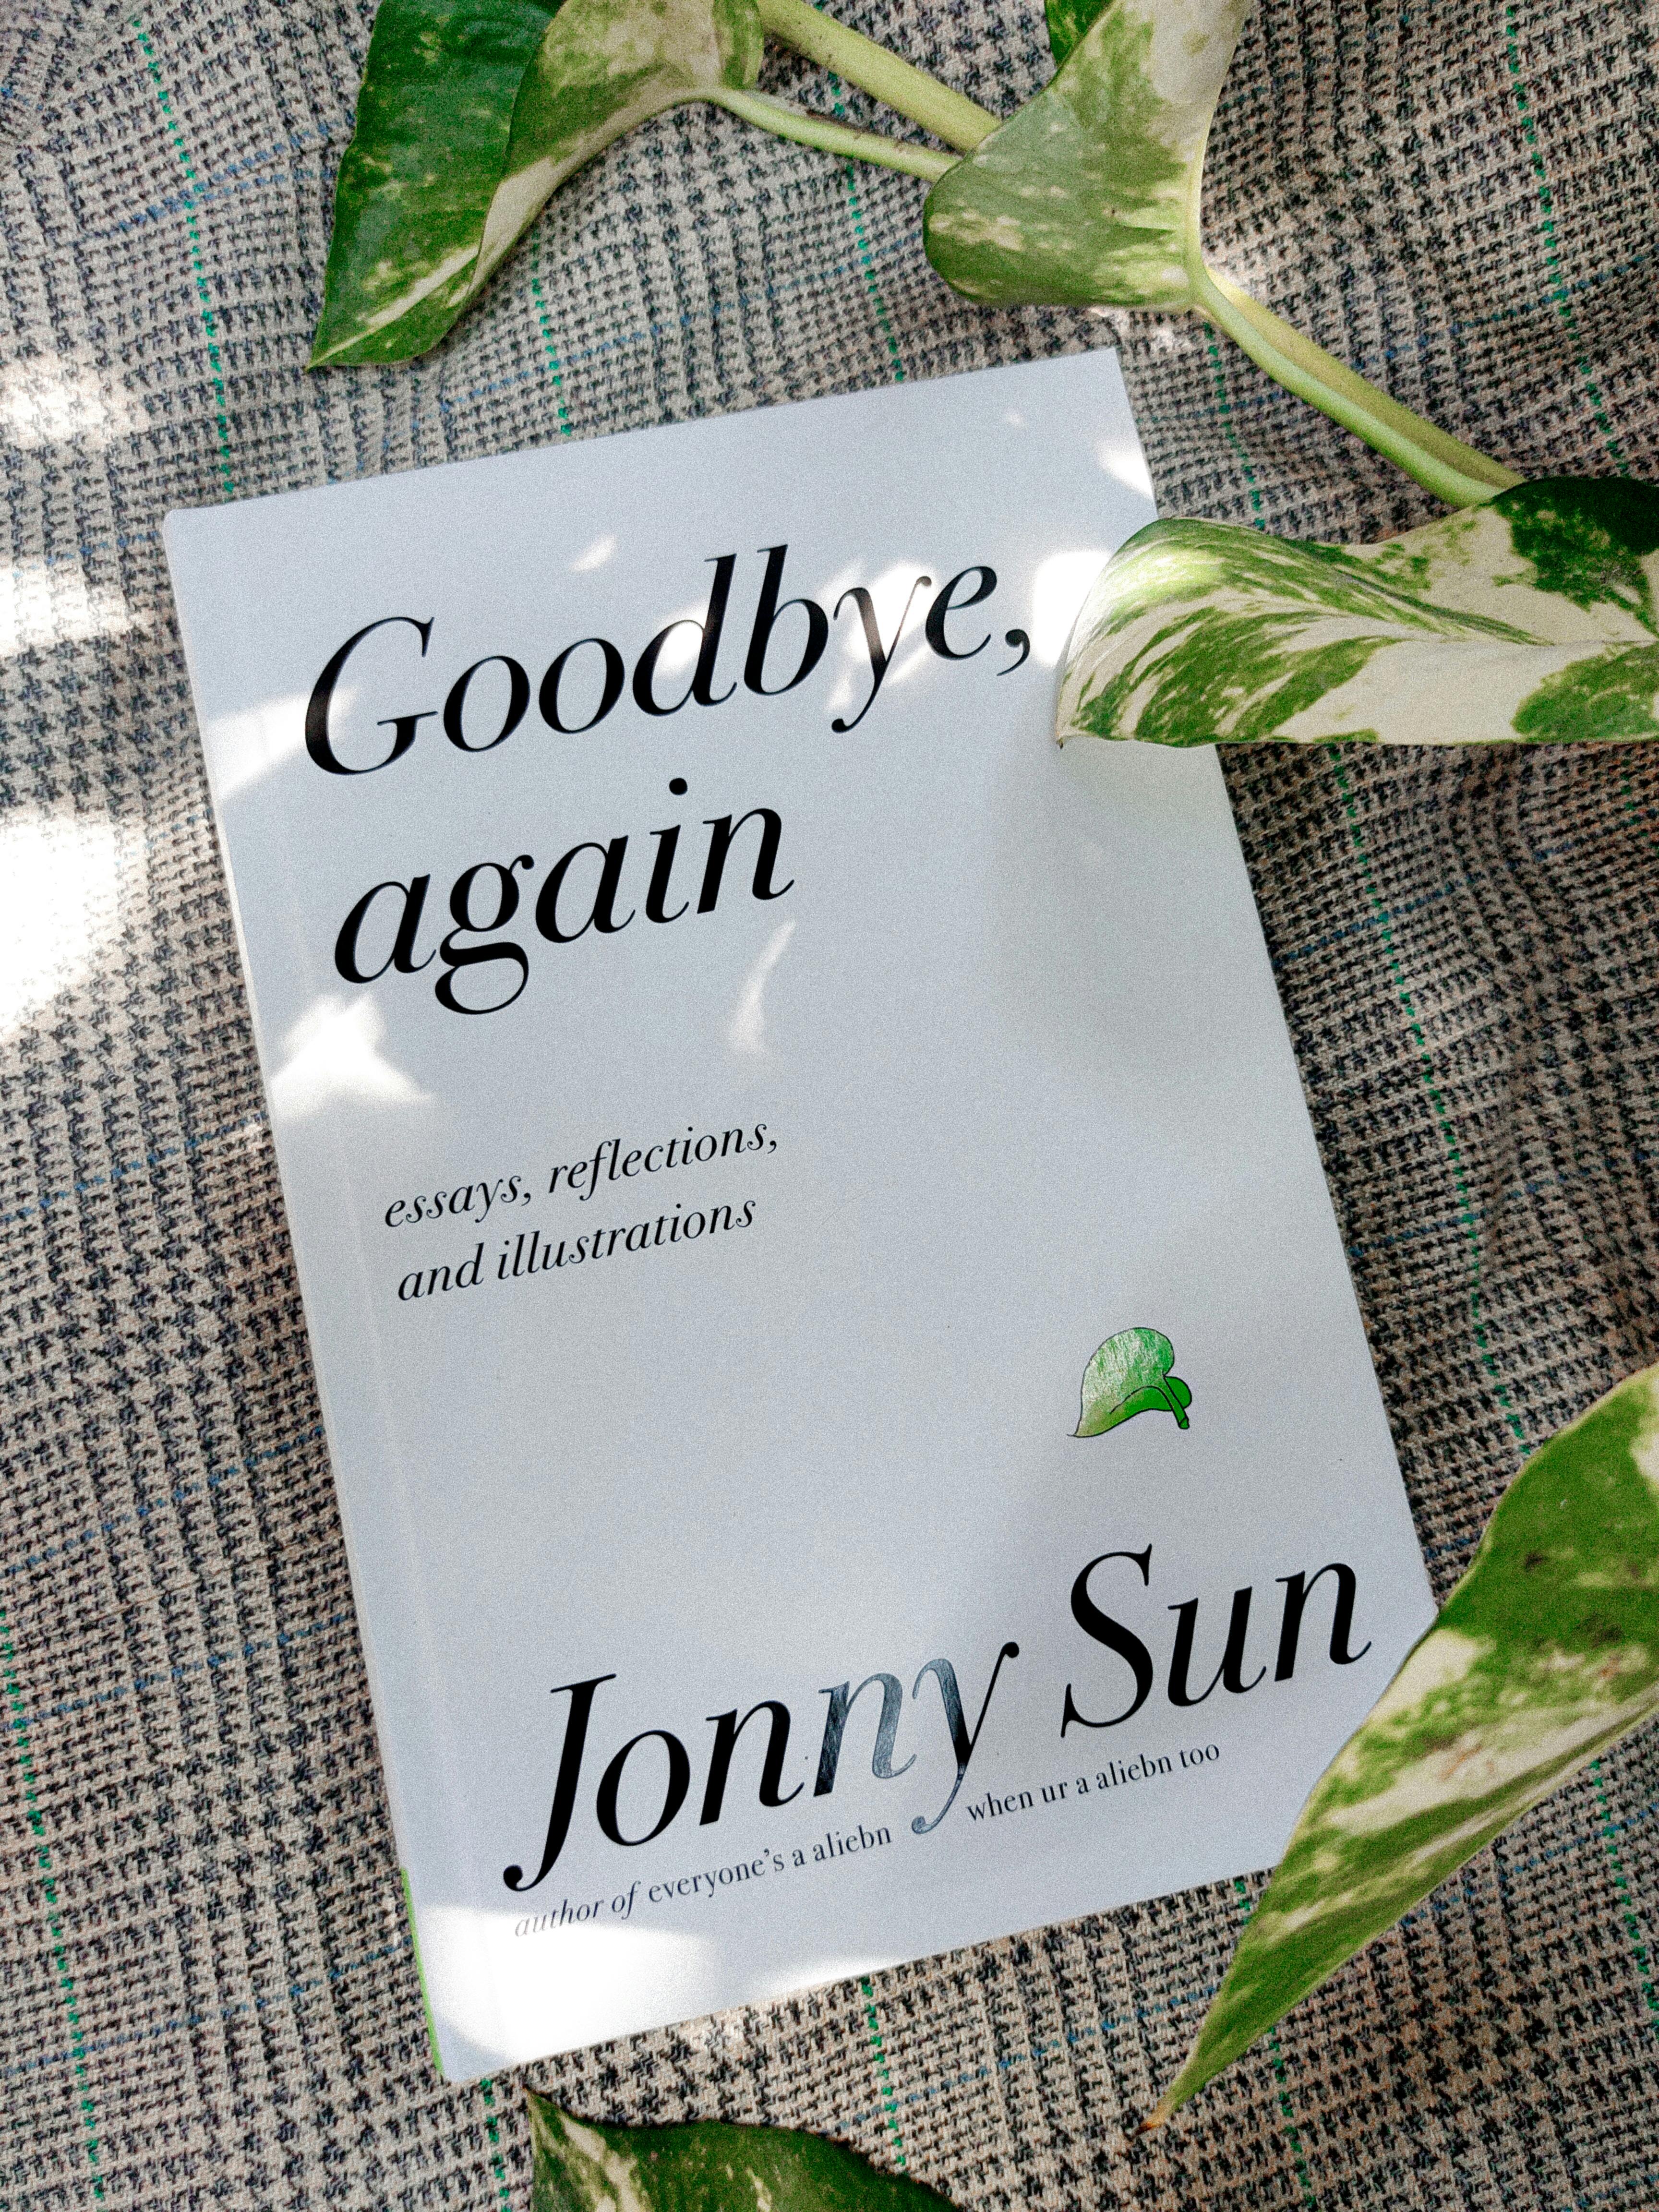 Goodbye,
again
essays, reflections,
and illustrations
Jonny Sun
author of everyone's a aliebn when ur a aliebn too